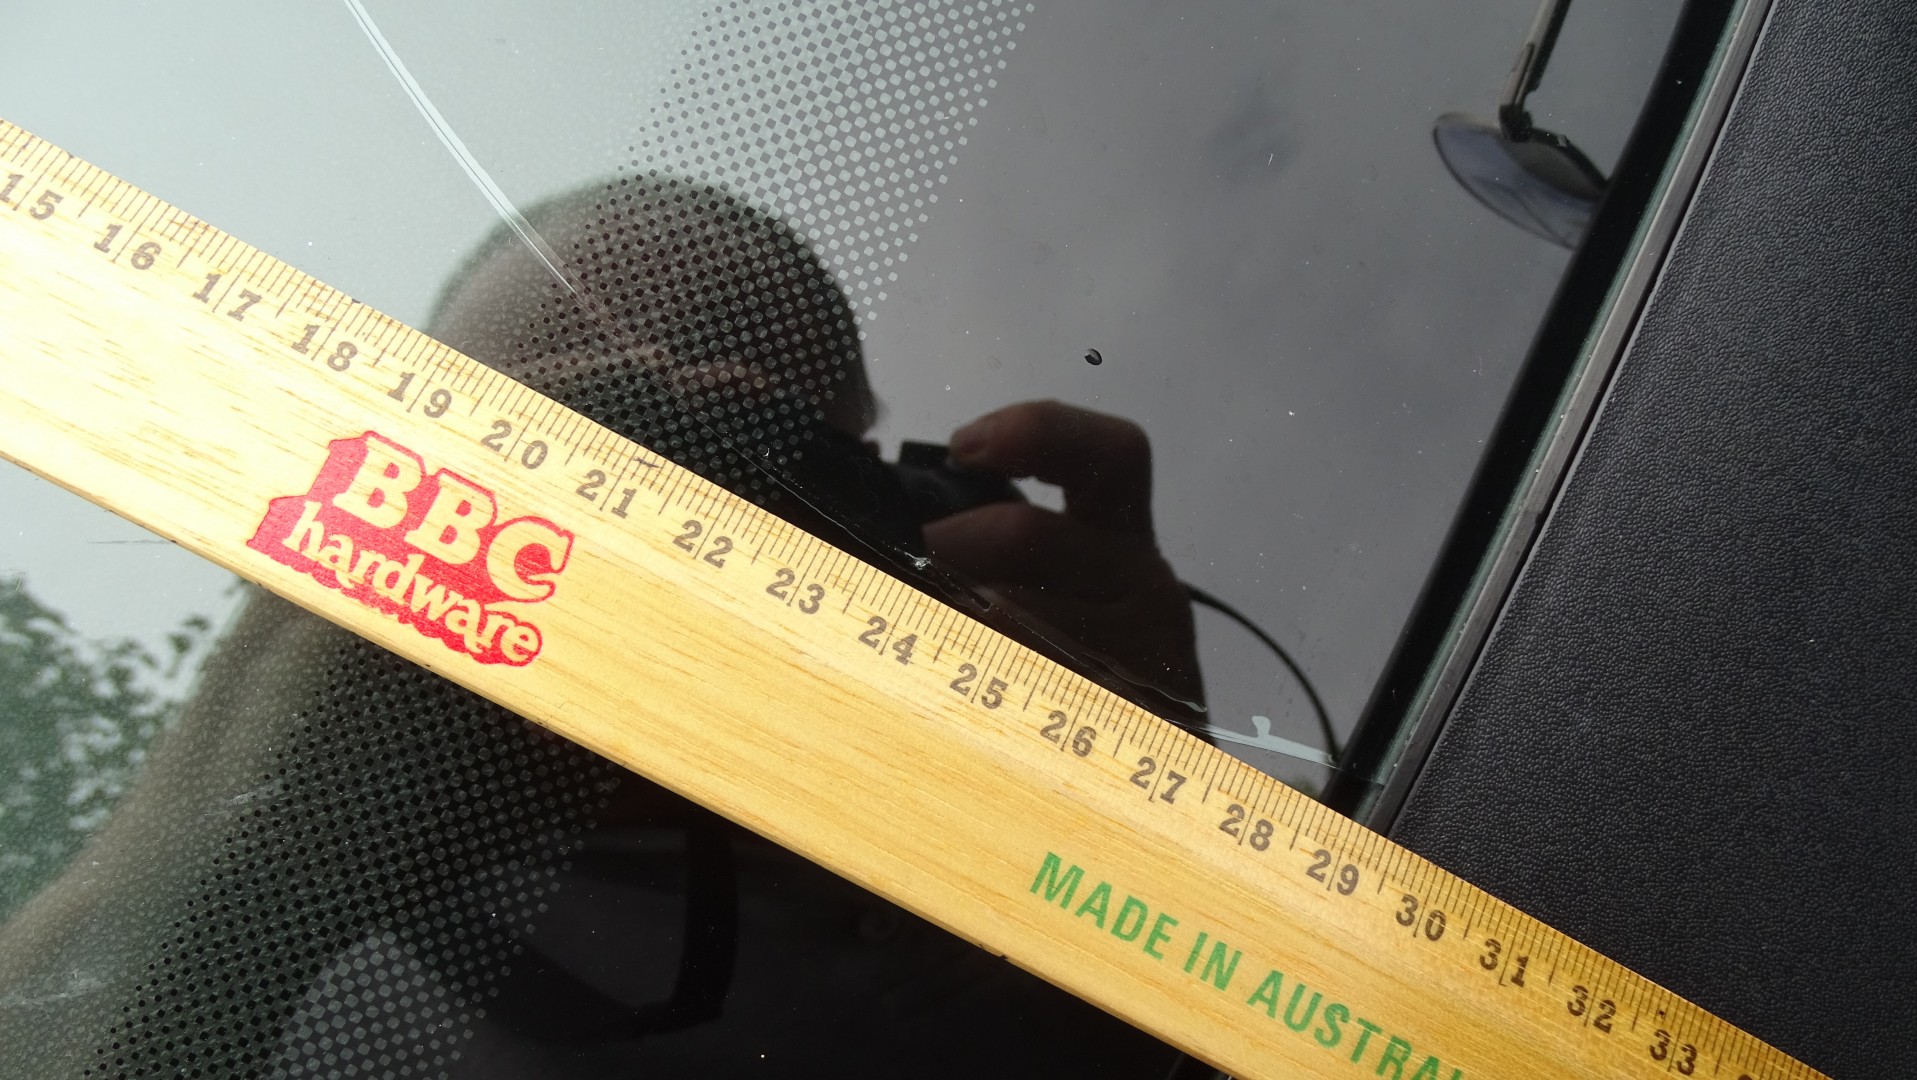 15 16 17 18 19 20 21 22 23 24 25 26 27 28 29 30 31 32 33
BBC
hardware
MADE IN AUSTRA